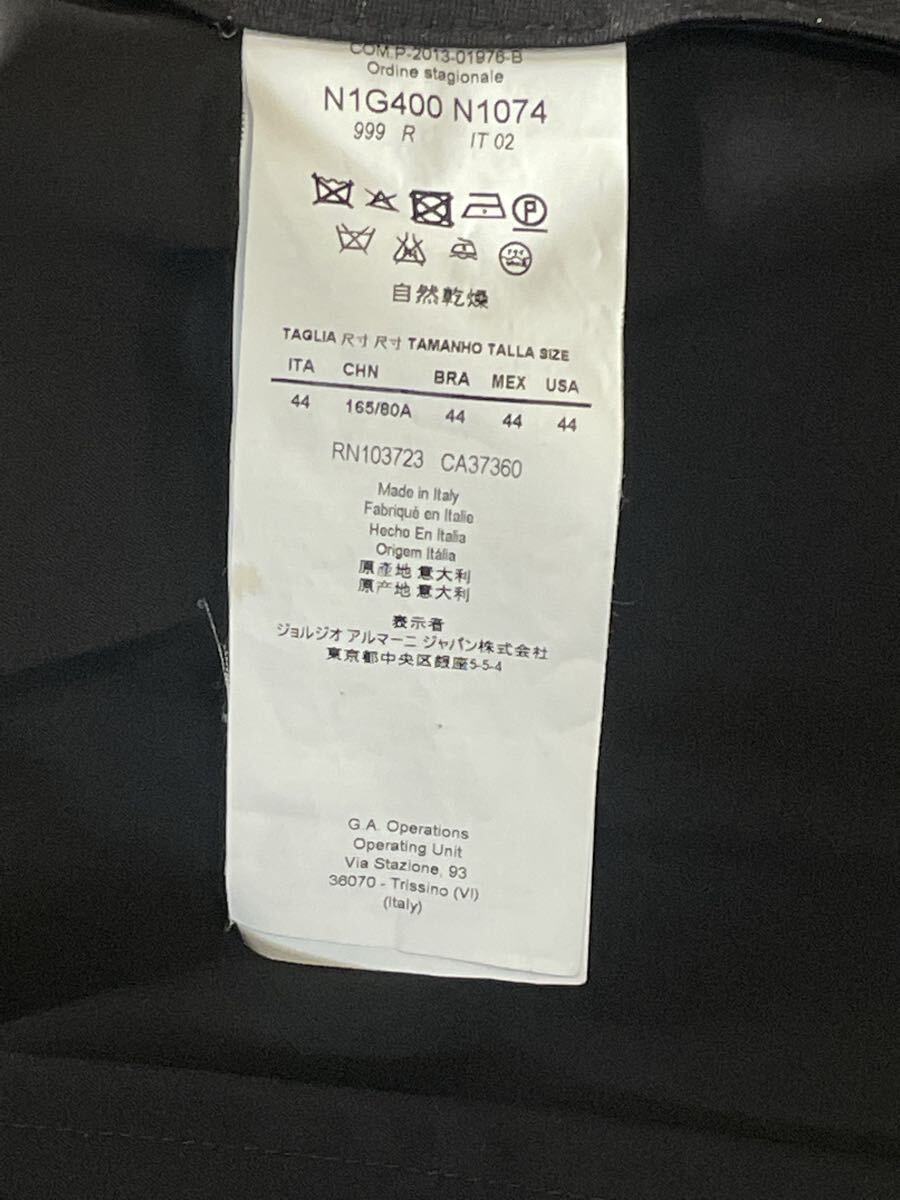 COM.P-2013-01976-B
Ordine stagionale
N1G400 N1074
999 R IT 02
P
ドライ
自然乾燥
TAGLIA 尺寸 尺寸 TAMANHO TALLA SIZE
ITA CHN BRA MEX USA
44 165/80A 44 44 44
RN103723 CA37360
Made in Italy
Fabriqué en Italie
Hecho En Italia
Origem Itália
原產地 意大利
原产地 意大利
表示者
ジョルジオ アルマーニ ジャパン株式会社
東京都中央区銀座5-5-4
G.A. Operations
Operating Unit
Via Stazione, 93
36070 - Trissino (VI)
(Italy)